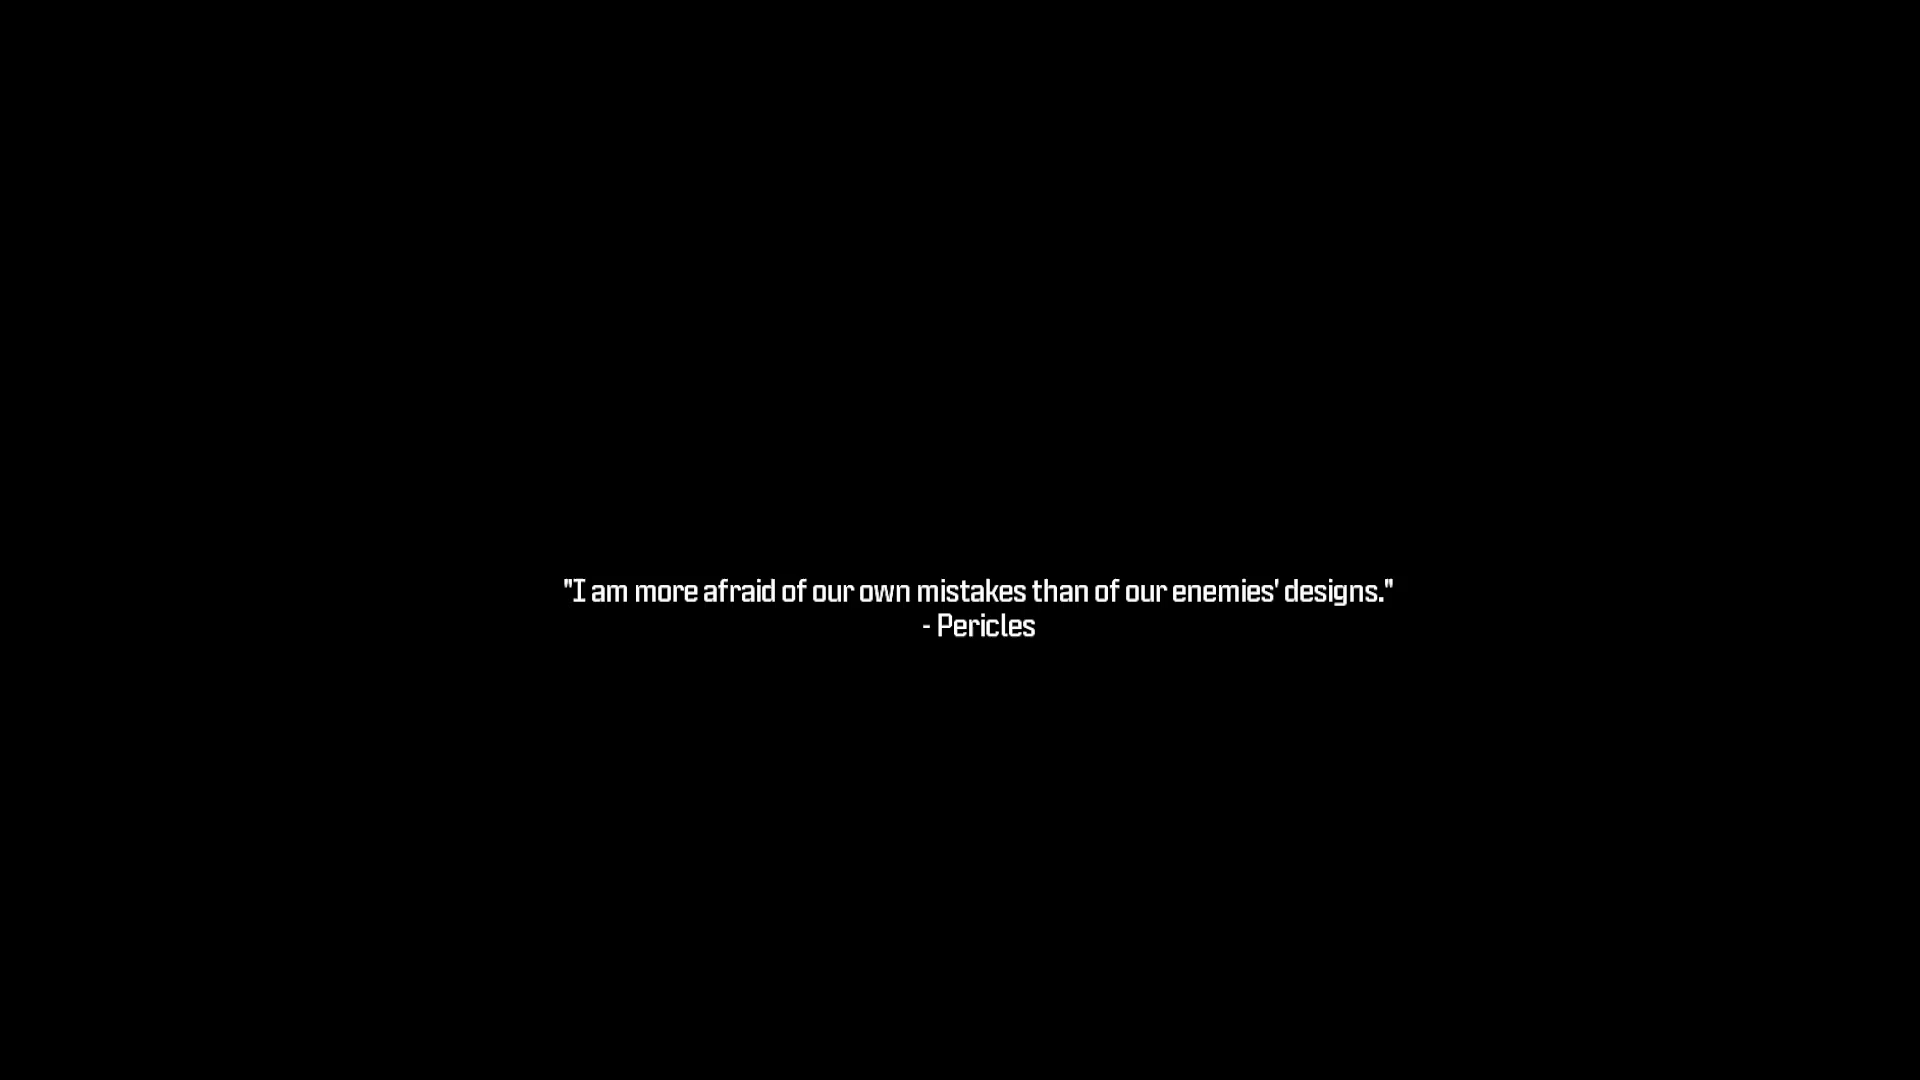 "I am more afraid of our own mistakes than of our enemies' designs."
- Pericles